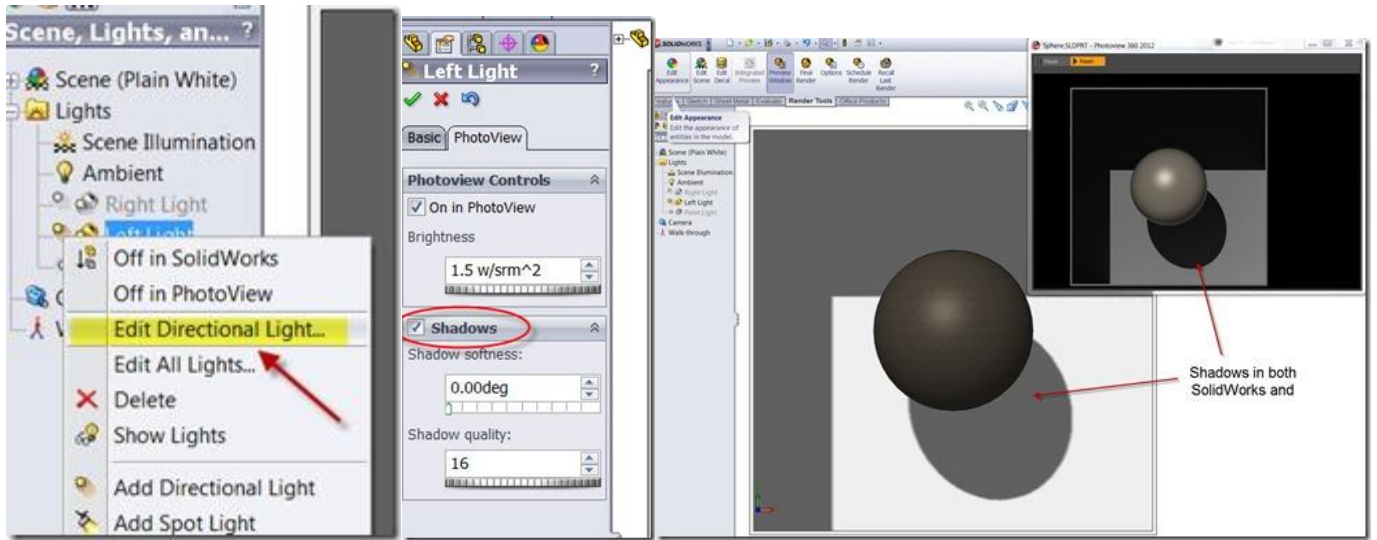 Scene, Lights, an... ?
Scene (Plain White)
Lights
Scene Illumination
Ambient
Right Light
Left Light
Off in SolidWorks
Off in PhotoView
Edit Directional Light...
Edit All Lights...
Delete
Show Lights
Add Directional Light
Add Spot Light
Left Light ?
Basic PhotoView
Photoview Controls
On in PhotoView
Brightness
1.5 w/srm^2
Shadows
Shadow softness:
0.00deg
Shadow quality:
16
SOLIDWORKS
Edit Appearance
Edit Scene
Edit Decal
Integrated Preview
Preview Window
Final Render
Options
Schedule Render
Recall Last Render
Sketch Sheet Metal Evaluate Render Tools Office Products
Edit Appearance
Edit the appearance of
entities in the model.
Scene (Plain White)
Lights
Scene Illumination
Ambient
Right Light
Left Light
Point Light
Camera
Walk-through
Sphere.SLDPRT - Photoview 360 2012
Pause Reset
Shadows in both
SolidWorks and